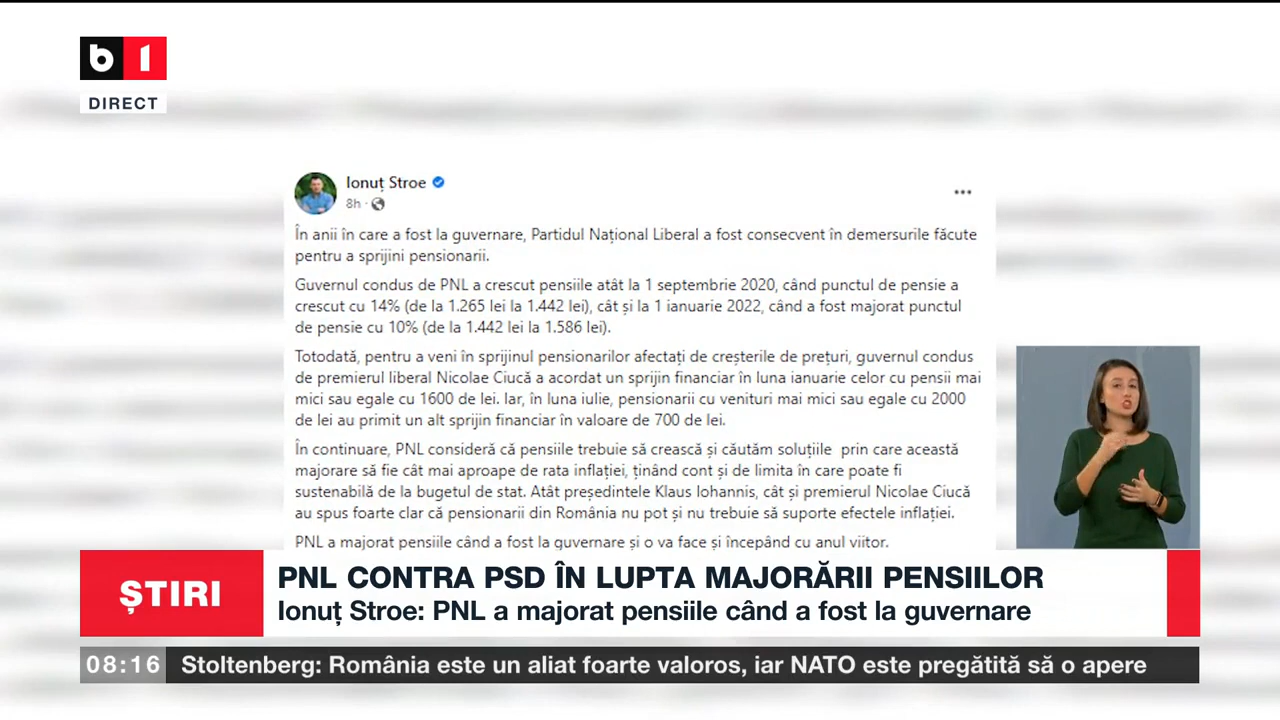 b1
DIRECT
Ionuț Stroe
8h
În anii în care a fost la guvernare, Partidul Național Liberal a fost consecvent în demersurile făcute
pentru a sprijini pensionarii.
Guvernul condus de PNL a crescut pensiile atât la 1 septembrie 2020, când punctul de pensie a
crescut cu 14% (de la 1.265 lei la 1.442 lei), cât și la 1 ianuarie 2022, când a fost majorat punctul
de pensie cu 10% (de la 1.442 lei la 1.586 lei).
Totodată, pentru a veni în sprijinul pensionarilor afectați de creșterile de prețuri, guvernul condus
de premierul liberal Nicolae Ciucă a acordat un sprijin financiar în luna ianuarie celor cu pensii mai
mici sau egale cu 1600 de lei. Iar, în luna iulie, pensionarii cu venituri mai mici sau egale cu 2000
de lei au primit un alt sprijin financiar în valoare de 700 de lei.
În continuare, PNL consideră că pensiile trebuie să crească și căutăm soluțiile prin care această
majorare să fie cât mai aproape de rata inflației, ținând cont și de limita în care poate fi
sustenabilă de la bugetul de stat. Atât președintele Klaus Iohannis, cât și premierul Nicolae Ciucă
au spus foarte clar că pensionarii din România nu pot și nu trebuie să suporte efectele inflației.
PNL a majorat pensiile când a fost la guvernare și o va face și începând cu anul viitor.
ȘTIRI
PNL CONTRA PSD ÎN LUPTA MAJORĂRII PENSIILOR
Ionuț Stroe: PNL a majorat pensiile când a fost la guvernare
08:16 Stoltenberg: România este un aliat foarte valoros, iar NATO este pregătită să o apere